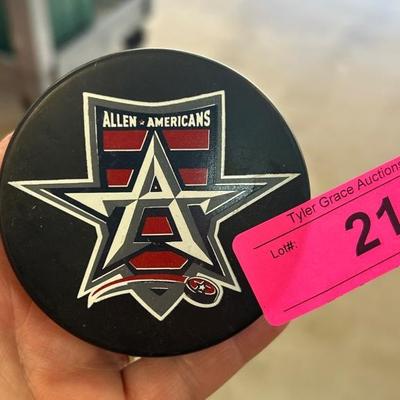 ALLEN ★ AMERICANS
A
Tyler Grace Auctions
Lot#:
21